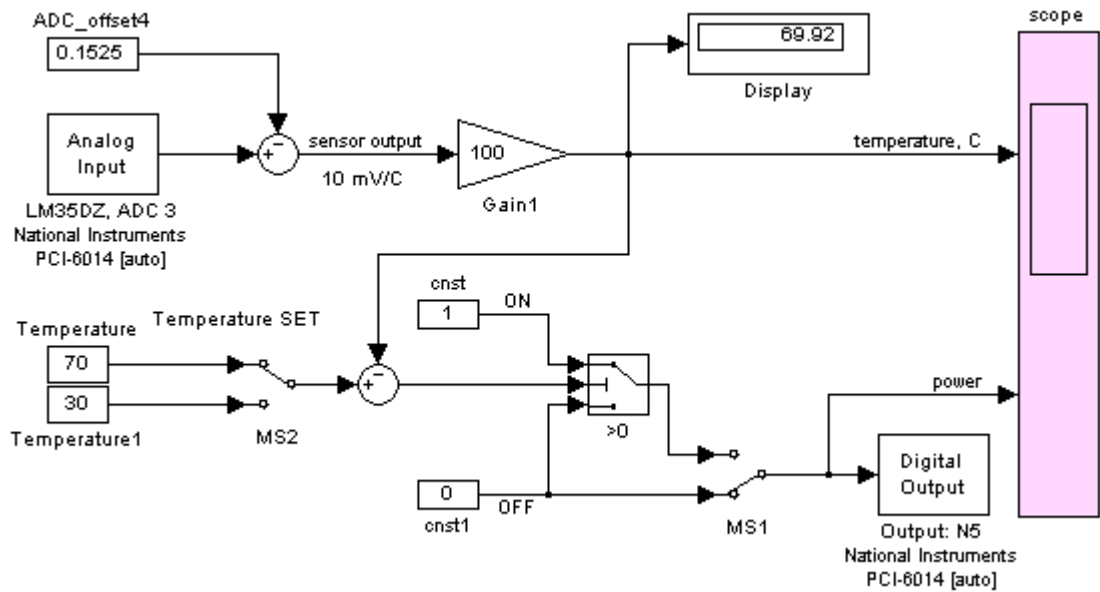 scope
ADC_offset4
0.1525
69.92
Display
Analog
Input
sensor output
10 mV/C
100
Gain1
temperature, C
LM35DZ, ADC 3
National Instruments
PCI-6014 [auto]
cnst
1
ON
Temperature
Temperature SET
70
30
Temperature1
MS2
>0
power
0
cnst1
OFF
MS1
Digital
Output
Output: N5
National Instruments
PCI-6014 [auto]